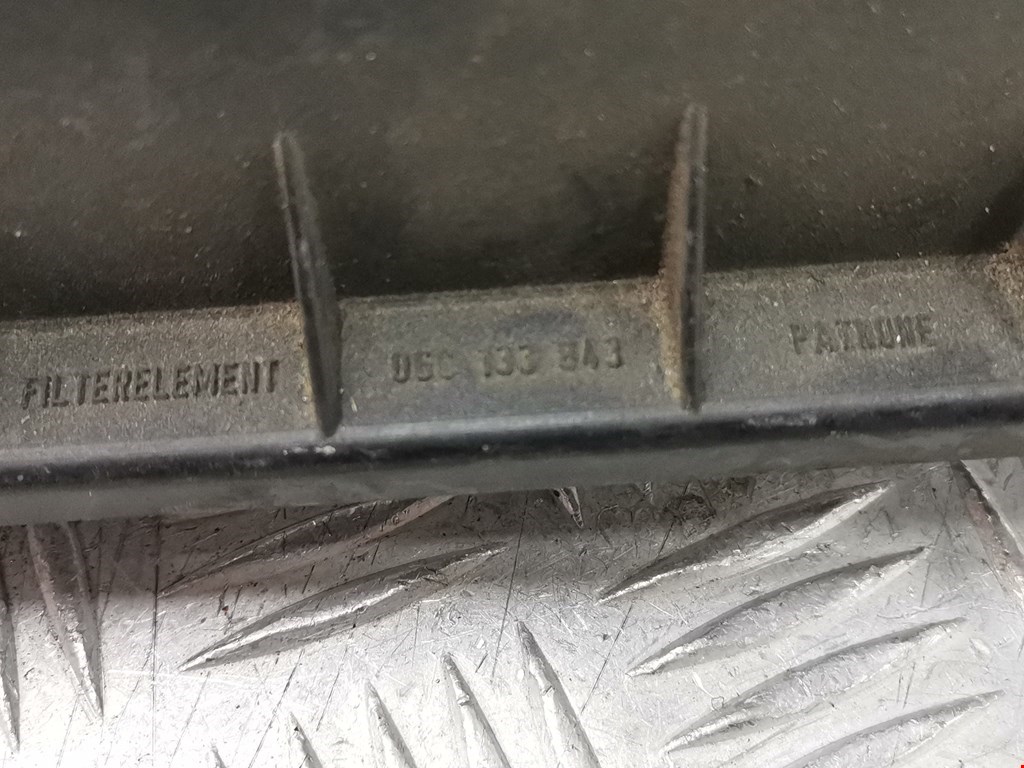 FILTERELEMENT
06C 133 843
PATRONE